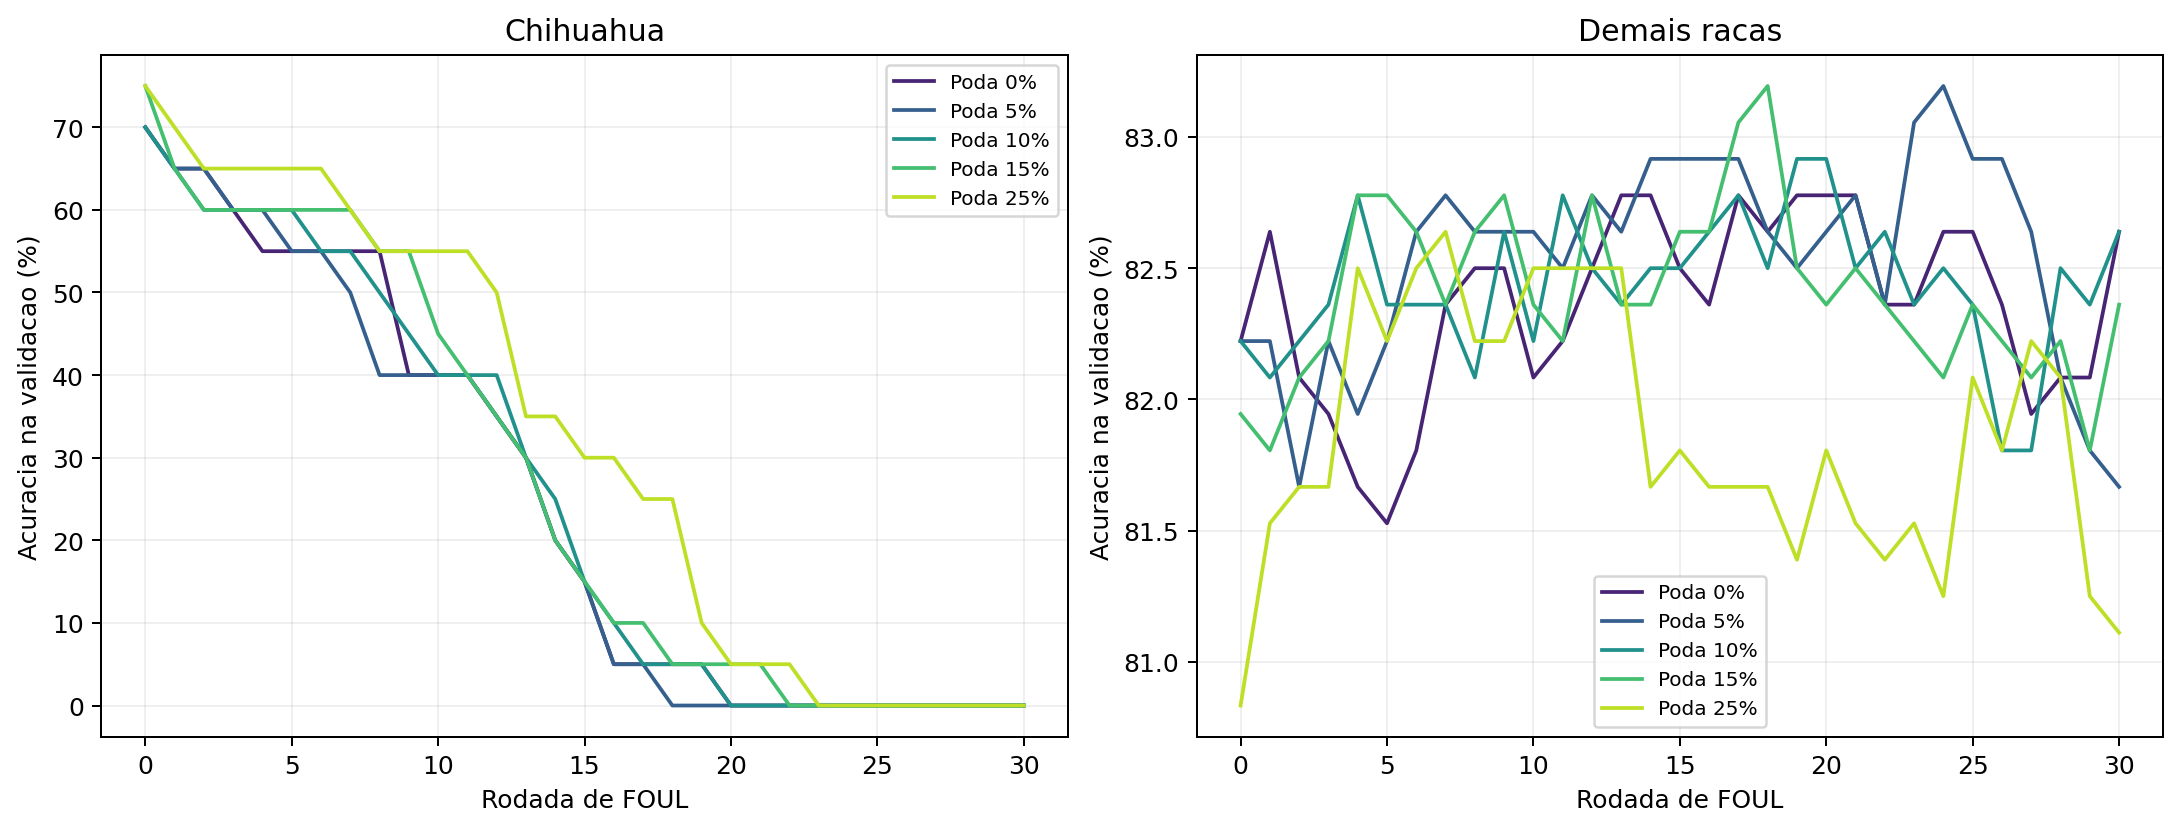 Chihuahua
Acuracia na validacao (%)
70
60
50
40
30
20
10
0
Poda 0%
Poda 5%
Poda 10%
Poda 15%
Poda 25%
0 5 10 15 20 25 30
Rodada de FOUL
Demais racas
Acuracia na validacao (%)
83.0
82.5
82.0
81.5
81.0
Poda 0%
Poda 5%
Poda 10%
Poda 15%
Poda 25%
0 5 10 15 20 25 30
Rodada de FOUL